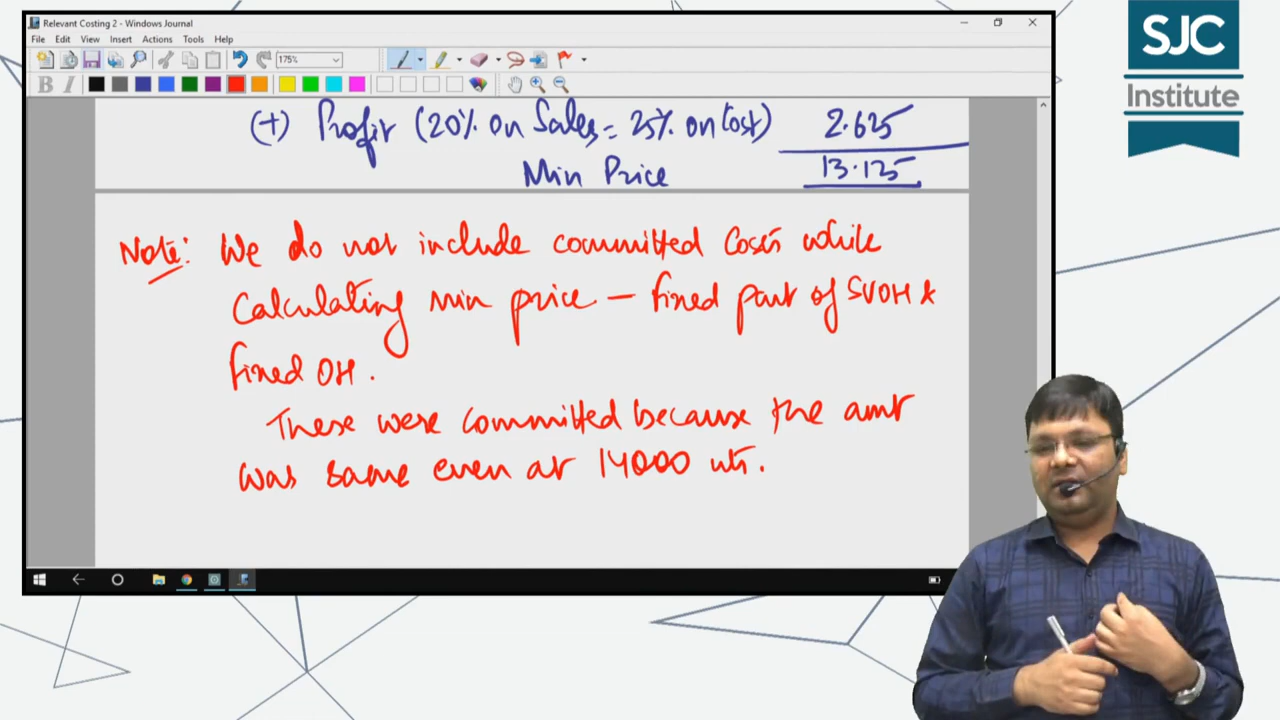 Relevant Costing 2 - Windows Journal
File Edit View Insert Actions Tools Help
175%
B I
(+) Profit (20% on Sales = 25% on Cost) 2.625
Min Price 13.125
Note: We do not include committed Costs while
Calculating Min price – fixed part of SVOH &
fixed OH.
These were committed because the amt
was same even at 14000 uts.
SJC
Institute